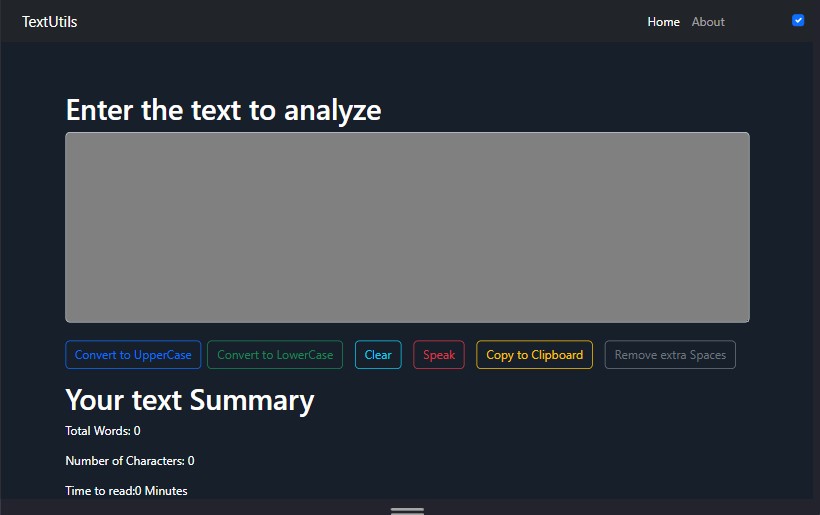 TextUtils Home About
Enter the text to analyze
Convert to UpperCase Convert to LowerCase Clear Speak Copy to Clipboard Remove extra Spaces
Your text Summary
Total Words: 0
Number of Characters: 0
Time to read:0 Minutes